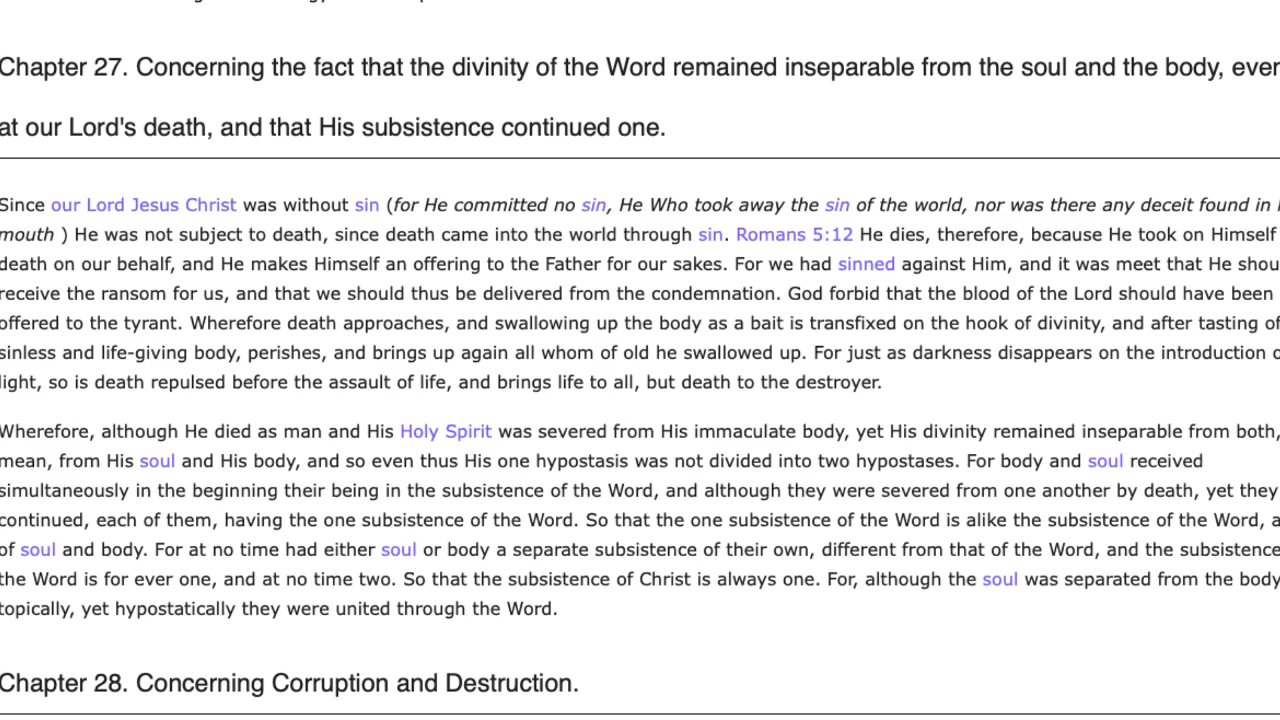 Chapter 27. Concerning the fact that the divinity of the Word remained inseparable from the soul and the body, even
at our Lord's death, and that His subsistence continued one.
Since our Lord Jesus Christ was without sin (for He committed no sin, He Who took away the sin of the world, nor was there any deceit found in
mouth ) He was not subject to death, since death came into the world through sin. Romans 5:12 He dies, therefore, because He took on Himself
death on our behalf, and He makes Himself an offering to the Father for our sakes. For we had sinned against Him, and it was meet that He shou
receive the ransom for us, and that we should thus be delivered from the condemnation. God forbid that the blood of the Lord should have been
offered to the tyrant. Wherefore death approaches, and swallowing up the body as a bait is transfixed on the hook of divinity, and after tasting of
sinless and life-giving body, perishes, and brings up again all whom of old he swallowed up. For just as darkness disappears on the introduction
light, so is death repulsed before the assault of life, and brings life to all, but death to the destroyer.
Wherefore, although He died as man and His Holy Spirit was severed from His immaculate body, yet His divinity remained inseparable from both,
mean, from His soul and His body, and so even thus His one hypostasis was not divided into two hypostases. For body and soul received
simultaneously in the beginning their being in the subsistence of the Word, and although they were severed from one another by death, yet they
continued, each of them, having the one subsistence of the Word. So that the one subsistence of the Word is alike the subsistence of the Word,
of soul and body. For at no time had either soul or body a separate subsistence of their own, different from that of the Word, and the subsistence
the Word is for ever one, and at no time two. So that the subsistence of Christ is always one. For, although the soul was separated from the body
topically, yet hypostatically they were united through the Word.
Chapter 28. Concerning Corruption and Destruction.